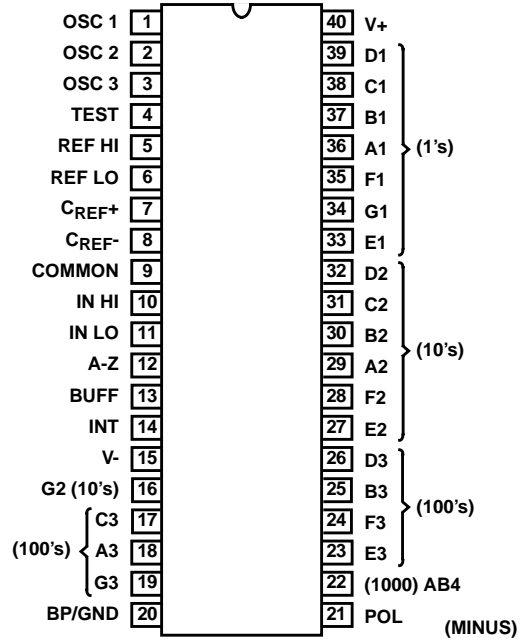 OSC 1 1 40 V+
OSC 2 2 39 D1
OSC 3 3 38 C1
TEST 4 37 B1
REF HI 5 36 A1 (1's)
REF LO 6 35 F1
CREF+ 7 34 G1
CREF- 8 33 E1
COMMON 9 32 D2
IN HI 10 31 C2
IN LO 11 30 B2
A-Z 12 29 A2 (10's)
BUFF 13 28 F2
INT 14 27 E2
V- 15 26 D3
G2 (10's) 16 25 B3
C3 17 24 F3 (100's)
(100's) A3 18 23 E3
G3 19 22 (1000) AB4
BP/GND 20 21 POL (MINUS)